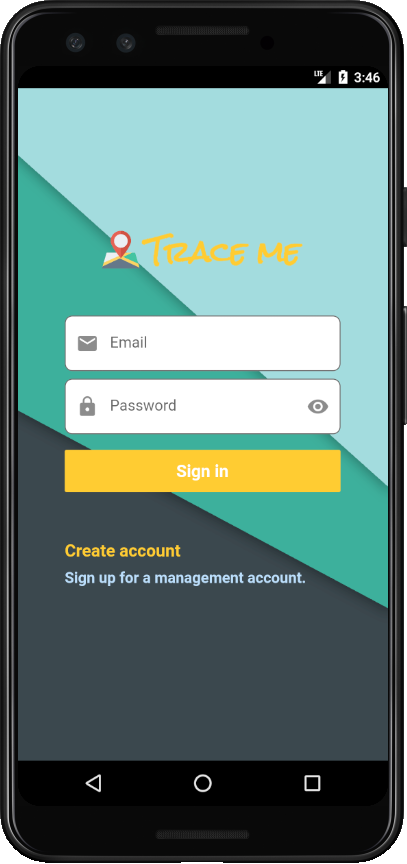 LTE 3:46
Trace me
Email
Password
Sign in
Create account
Sign up for a management account.